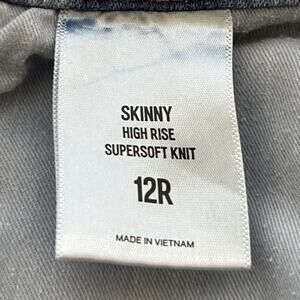 SKINNY
HIGH RISE
SUPERSOFT KNIT
12R
MADE IN VIETNAM